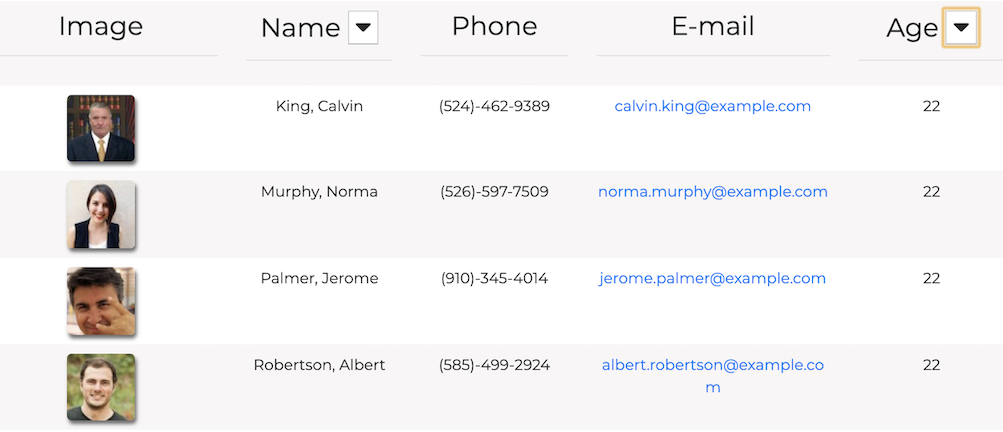 Image Name Phone E-mail Age
King, Calvin (524)-462-9389 calvin.king@example.com 22
Murphy, Norma (526)-597-7509 norma.murphy@example.com 22
Palmer, Jerome (910)-345-4014 jerome.palmer@example.com 22
Robertson, Albert (585)-499-2924 albert.robertson@example.co 22
m